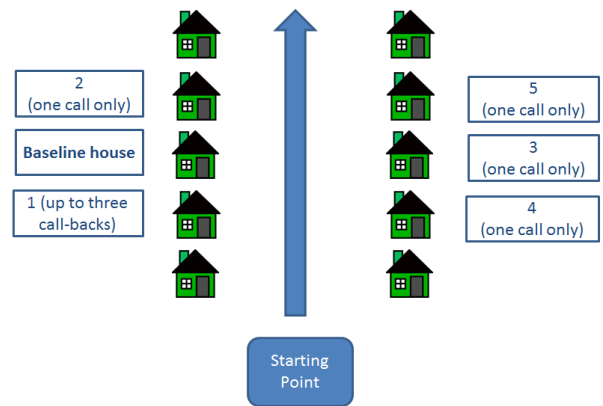 2
(one call only)
Baseline house
1 (up to three
call-backs)
5
(one call only)
3
(one call only)
4
(one call only)
Starting
Point